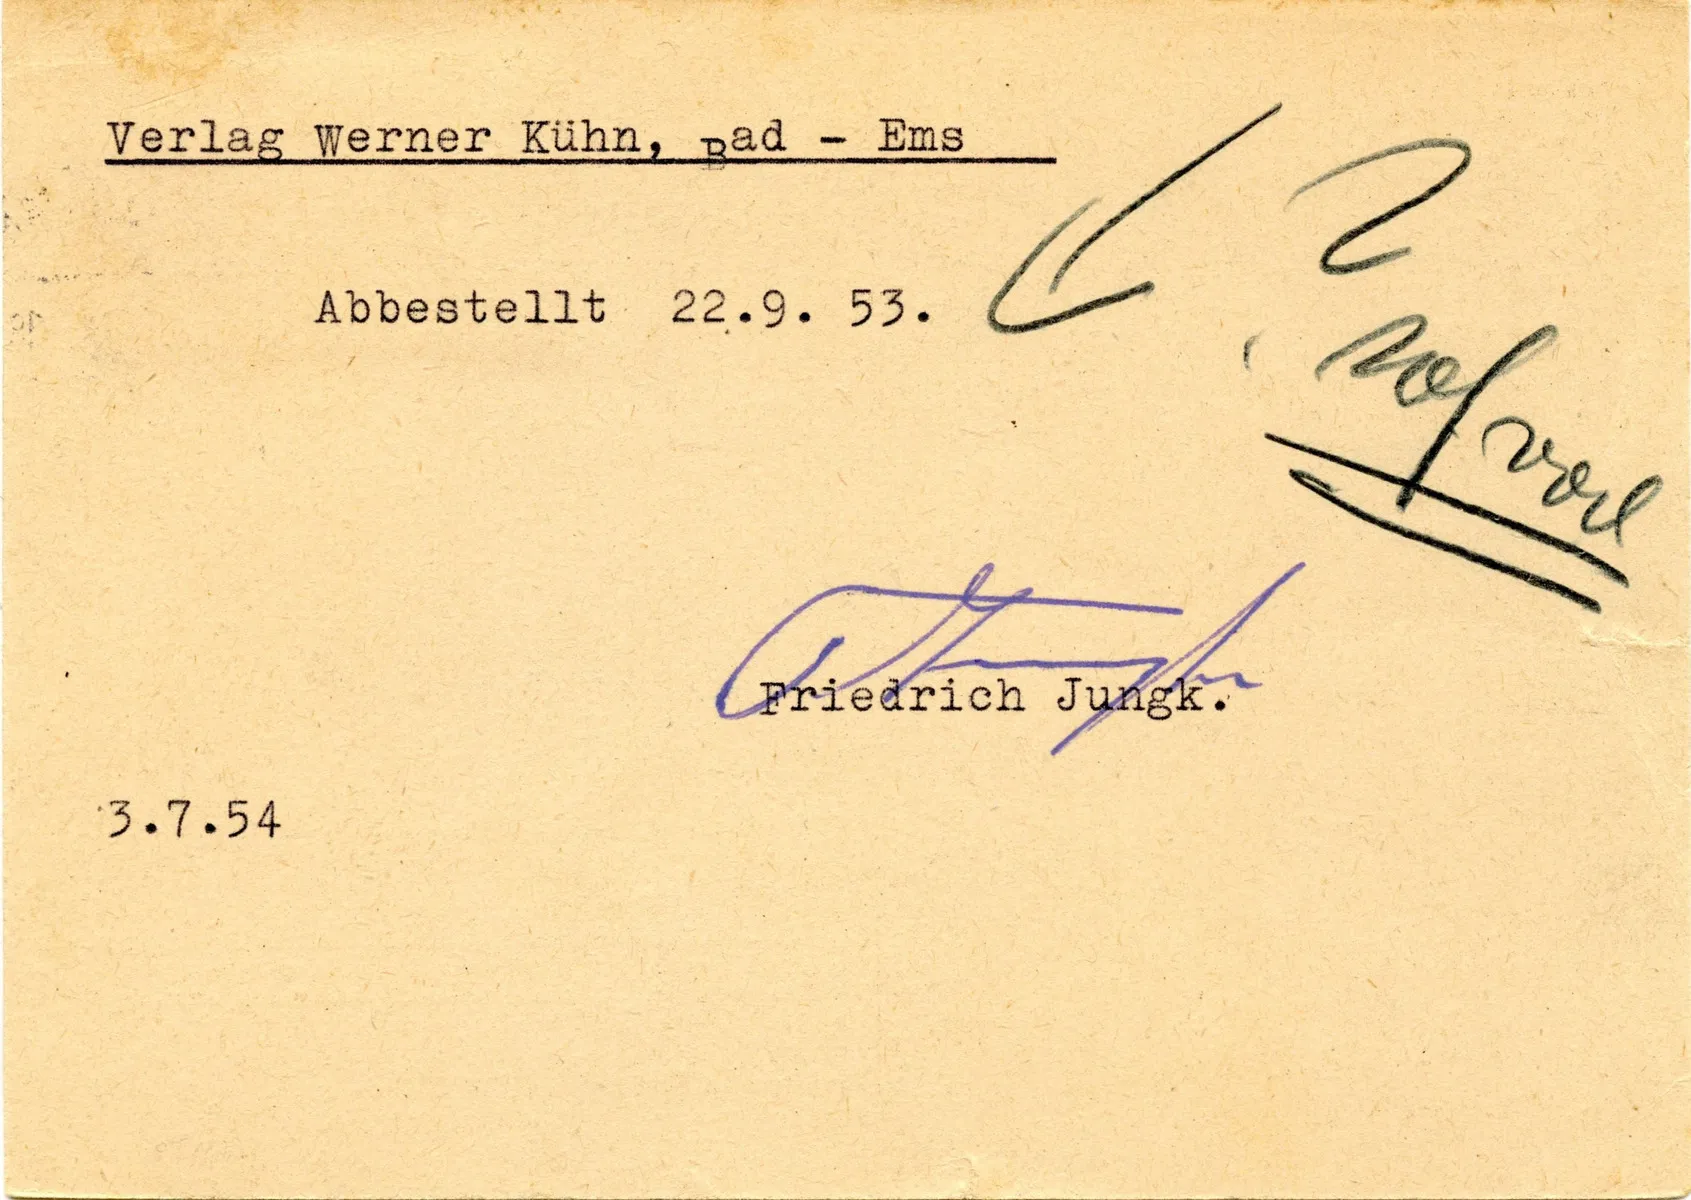 Verlag Werner Kühn, Bad - Ems
Abbestellt 22.9. 53.
Friedrich Jungk.
3.7.54